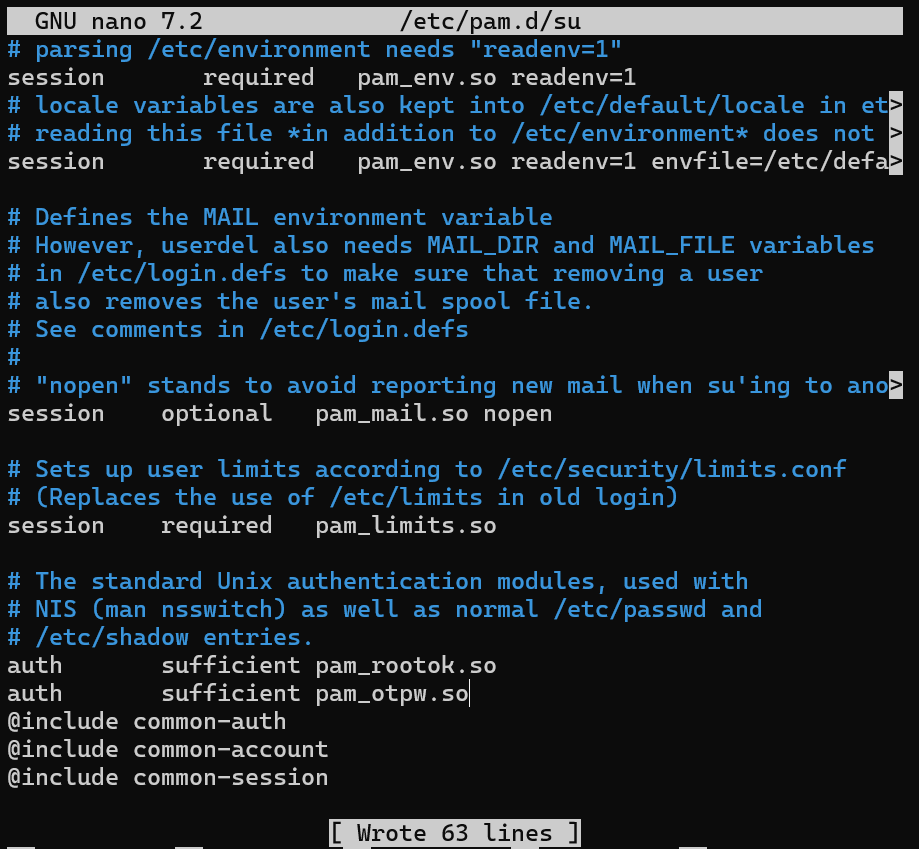 GNU nano 7.2 /etc/pam.d/su
# parsing /etc/environment needs "readenv=1"
session required pam_env.so readenv=1
# locale variables are also kept into /etc/default/locale in et>
# reading this file *in addition to /etc/environment* does not >
session required pam_env.so readenv=1 envfile=/etc/defa>
# Defines the MAIL environment variable
# However, userdel also needs MAIL_DIR and MAIL_FILE variables
# in /etc/login.defs to make sure that removing a user
# also removes the user's mail spool file.
# See comments in /etc/login.defs
#
# "nopen" stands to avoid reporting new mail when su'ing to ano>
session optional pam_mail.so nopen
# Sets up user limits according to /etc/security/limits.conf
# (Replaces the use of /etc/limits in old login)
session required pam_limits.so
# The standard Unix authentication modules, used with
# NIS (man nsswitch) as well as normal /etc/passwd and
# /etc/shadow entries.
auth sufficient pam_rootok.so
auth sufficient pam_otpw.so
@include common-auth
@include common-account
@include common-session
[ Wrote 63 lines ]